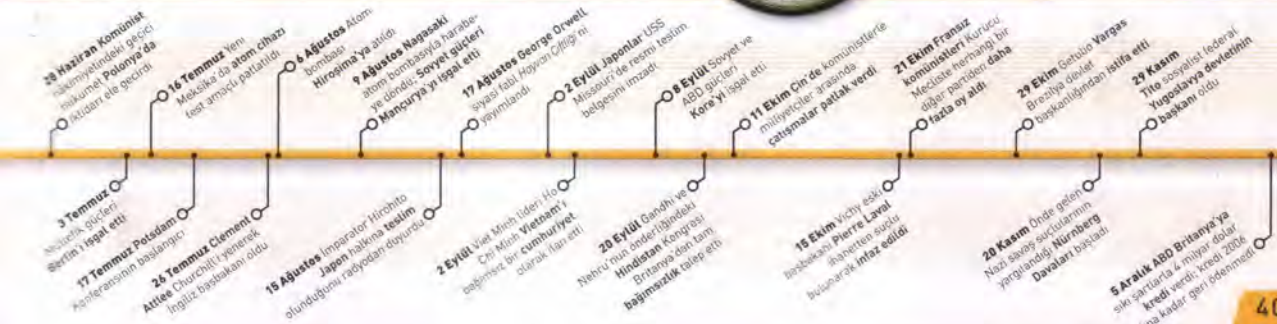 28 Haziran Komünist
hâkimiyetindeki geçici
hükümet Polonya'da
iktidarı ele geçirdi
16 Temmuz Yeni
Meksika'da atom cihazı
test amaçlı patlatıldı
6 Ağustos Atom
bombası
Hiroşima'ya atıldı
9 Ağustos Nagasaki
atom bombasıyla harabe-
ye döndü; Sovyet güçleri
Mançurya'yı işgal etti
17 Ağustos George Orwell
siyasi fabl Hayvan Çiftliği'ni
yayımlandı
2 Eylül Japonlar USS
Missouri'de resmi teslim
belgesini imzadı
8 Eylül Sovyet ve
ABD güçleri
Kore'yi işgal etti
11 Ekim Çin'de komünistlerle
milliyetçiler arasında
çatışmalar patlak verdi
21 Ekim Fransız
komünistleri Kurucu
Mecliste herhangi bir
diğer partiden daha
fazla oy aldı
29 Ekim Getulio Vargas
Brezilya devlet
başkanlığından istifa etti
29 Kasım
Tito sosyalist federal
Yugoslavya devletinin
başkanı oldu
3 Temmuz
Müttefik güçleri
Berlin'i işgal etti
17 Temmuz Potsdam
Konferansının başlangıcı
26 Temmuz Clement
Attlee Churchill'i yenerek
İngiliz başbakanı oldu
15 Ağustos İmparator Hirohito
Japon halkına teslim
olunduğunu radyodan duyurdu
2 Eylül Viet Minh lideri Ho
Chi Minh Vietnam'ı
bağımsız bir cumhuriyet
olarak ilan etti
20 Eylül Gandhi ve
Nehru'nun önderliğindeki
Hindistan Kongrası
Britanya'dan tam
bağımsızlık talep etti
15 Ekim Vichy eski
başbakanı Pierre Laval
ihanetten suçlu
bulunarak infaz edildi
20 Kasım Önde gelen
Nazi savaş suçlularının
yargılandığı Nürnberg
Davaları başladı
5 Aralık ABD Britanya'ya
sıkı şartlarla 4 milyar dolar
kredi verdi; kredi 2006
kadar geri ödenmedi
40